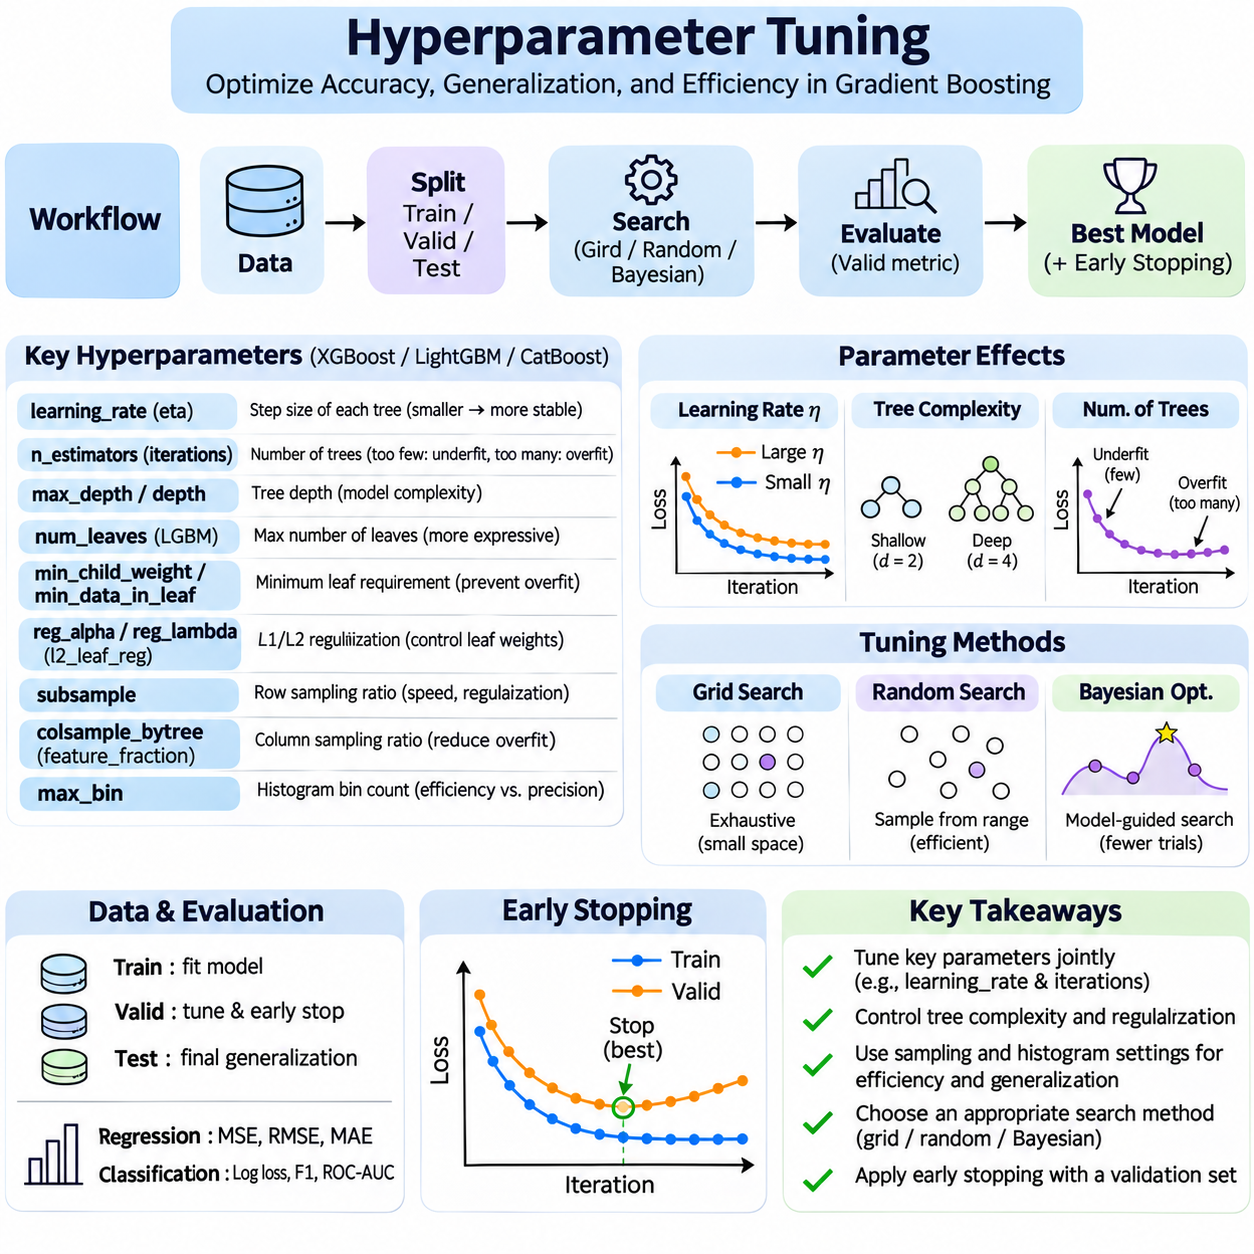 Hyperparameter Tuning
Optimize Accuracy, Generalization, and Efficiency in Gradient Boosting
Workflow
Data
Split
Train /
Valid /
Test
Search
(Gird / Random /
Bayesian)
Evaluate
(Valid metric)
Best Model
(+ Early Stopping)
Key Hyperparameters (XGBoost / LightGBM / CatBoost)
learning_rate (eta)
Step size of each tree (smaller → more stable)
n_estimators (iterations)
Number of trees (too few: underfit, too many: overfit)
max_depth / depth
Tree depth (model complexity)
num_leaves (LGBM)
Max number of leaves (more expressive)
min_child_weight /
min_data_in_leaf
Minimum leaf requirement (prevent overfit)
reg_alpha / reg_lambda
(l2_leaf_reg)
L1/L2 (control leaf weights)
subsample
Row sampling ratio (speed, regulaization)
colsample_bytree
(feature_fraction)
Column sampling ratio (reduce overfit)
max_bin
Histogram bin count (efficiency vs. precision)
Parameter Effects
Learning Rate η
Large η
Small η
Loss
Iteration
Tree Complexity
Shallow
(d = 2)
Deep
(d = 4)
Num. of Trees
Underfit
(few)
Overfit
(too many)
Loss
Iteration
Tuning Methods
Grid Search
Exhaustive
(small space)
Random Search
Sample from range
(efficient)
Bayesian Opt.
Model-guided search
(fewer trials)
Data & Evaluation
Train : fit model
Valid : tune & early stop
Test : final generalization
Regression : MSE, RMSE, MAE
Classification : Log loss, F1, ROC-AUC
Early Stopping
Train
Valid
Stop
(best)
Loss
Iteration
Key Takeaways
Tune key parameters jointly
(e.g., learning_rate & iterations)
Control tree complexity and
Use sampling and histogram settings for
efficiency and generalization
Choose an appropriate search method
(grid / random / Bayesian)
Apply early stopping with a validation set